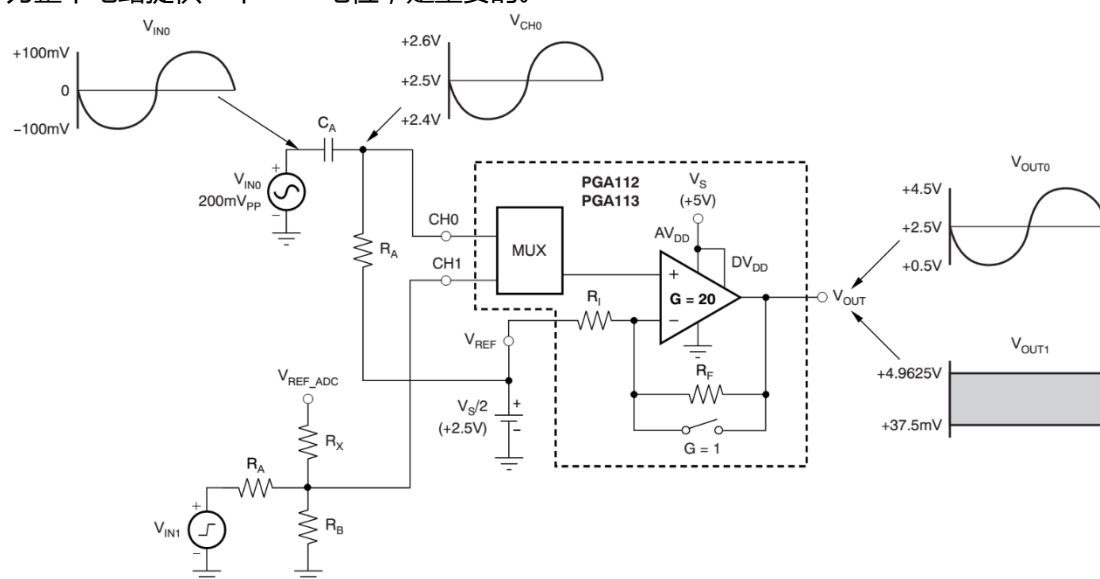 V_IN0
+100mV
0
−100mV
V_CH0
+2.6V
+2.5V
+2.4V
C_A
V_IN0
200mV_PP
+
−
R_A
CH0
CH1
MUX
PGA112
PGA113
V_S
(+5V)
AV_DD
DV_DD
+
G = 20
−
R_I
R_F
G = 1
V_REF
V_S/2
(+2.5V)
+
−
V_OUT
V_OUT0
+4.5V
+2.5V
+0.5V
V_OUT1
+4.9625V
+37.5mV
V_REF_ADC
R_X
R_A
R_B
V_IN1
+
−